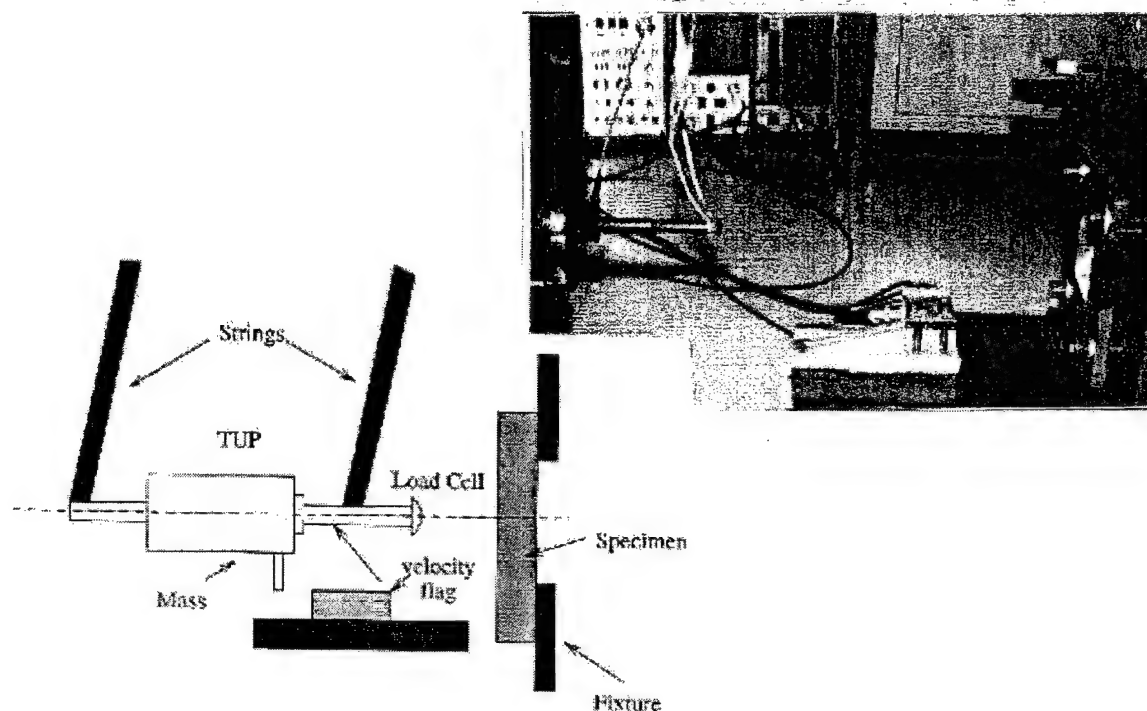 Strings
TUP
Load Cell
Specimen
velocity
flag
Mass
Fixture